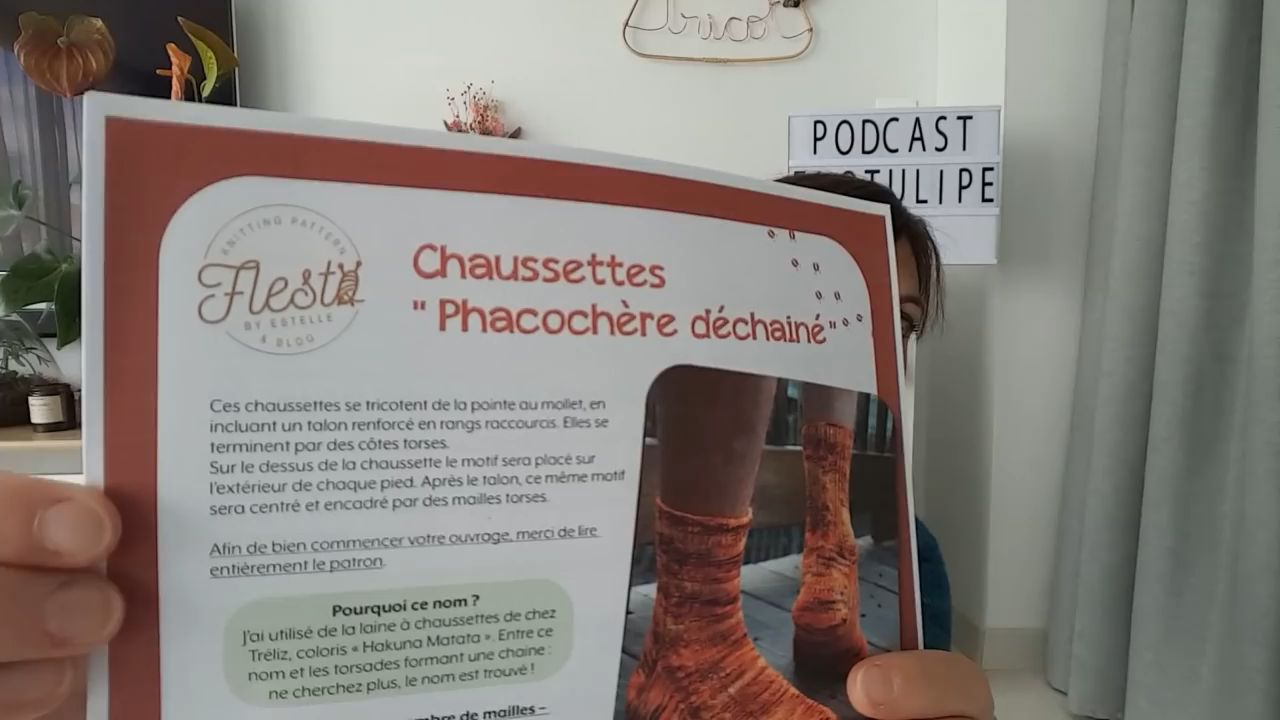 Tricot
PODCAST
TULIPE
KNITTING PATTERN
Flesto
BY ESTELLE
& BLOG
Chaussettes
" Phacochère déchainé"
Ces chaussettes se tricotent de la pointe au mollet, en
incluant un talon renforcé en rangs raccourcis. Elles se
terminent par des côtes torses.
Sur le dessus de la chaussette le motif sera placé sur
l'extérieur de chaque pied. Après le talon, ce même motif
sera centré et encadré par des mailles torses.
Afin de bien commencer votre ouvrage, merci de lire
entièrement le patron.
Pourquoi ce nom ?
J'ai utilisé de la laine à chaussettes de chez
Tréliz, coloris « Hakuna Matata ». Entre ce
nom et les torsades formant une chaine :
ne cherchez plus, le nom est trouvé !
de mailles –